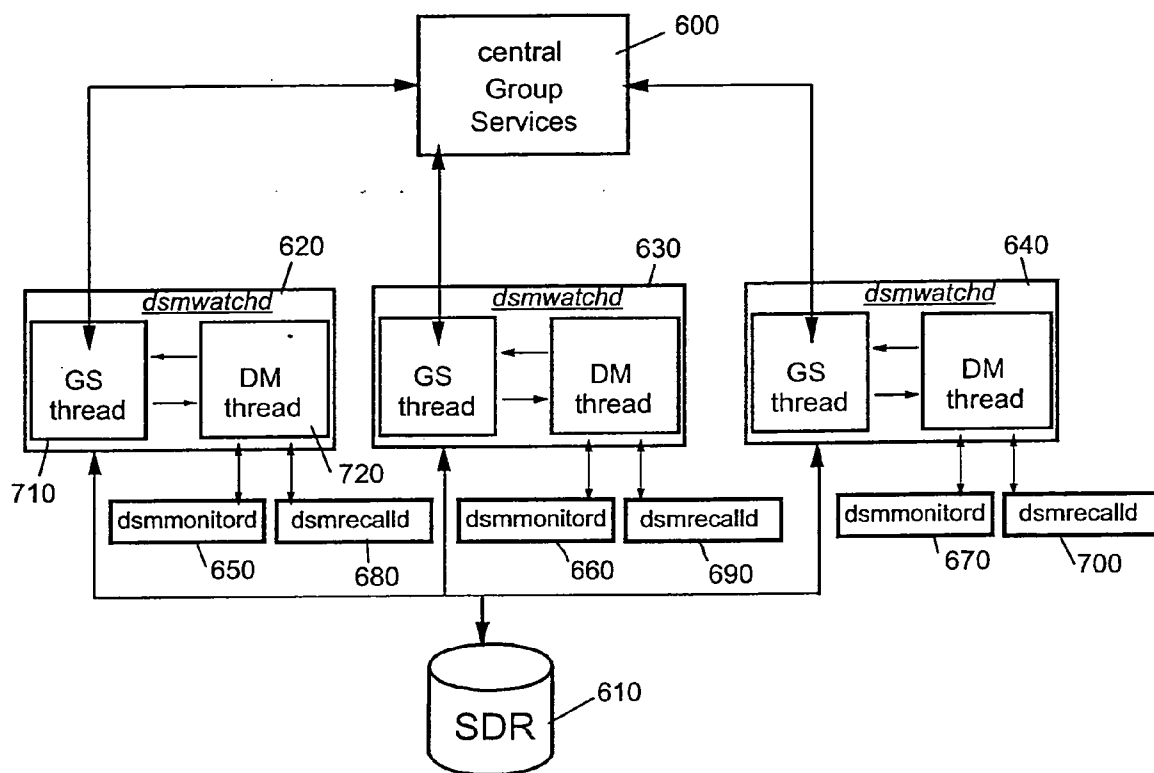 600
central
Group
Services
620
630
640
dsmwatchd
dsmwatchd
dsmwatchd
GS
thread
DM
thread
GS
thread
DM
thread
GS
thread
DM
thread
710
720
dsmmonitord
dsmrecalld
dsmmonitord
dsmrecalld
dsmmonitord
dsmrecalld
650
680
660
690
670
700
610
SDR